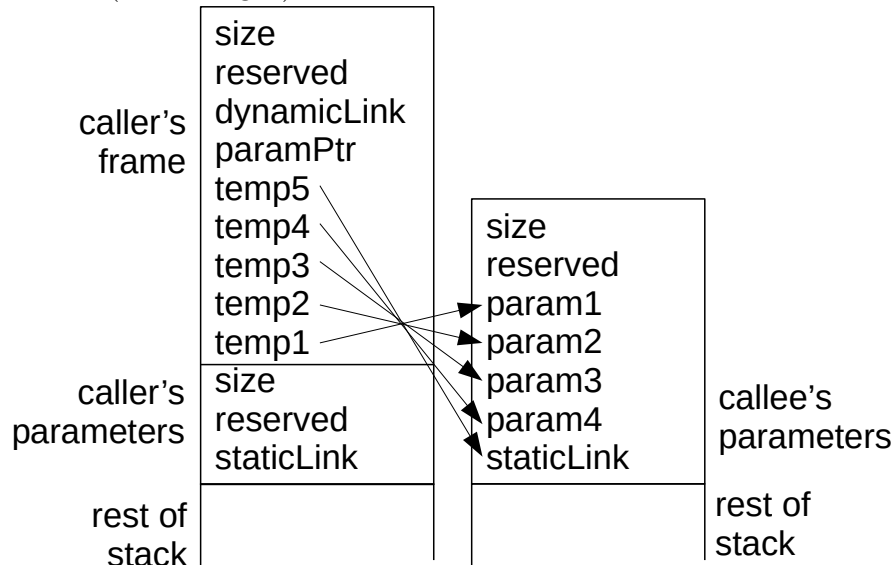 size
reserved
dynamicLink
paramPtr
temp5
temp4
temp3
temp2
temp1
caller's
frame
size
reserved
staticLink
caller's
parameters
rest of
stack
size
reserved
param1
param2
param3
param4
staticLink
callee's
parameters
rest of
stack